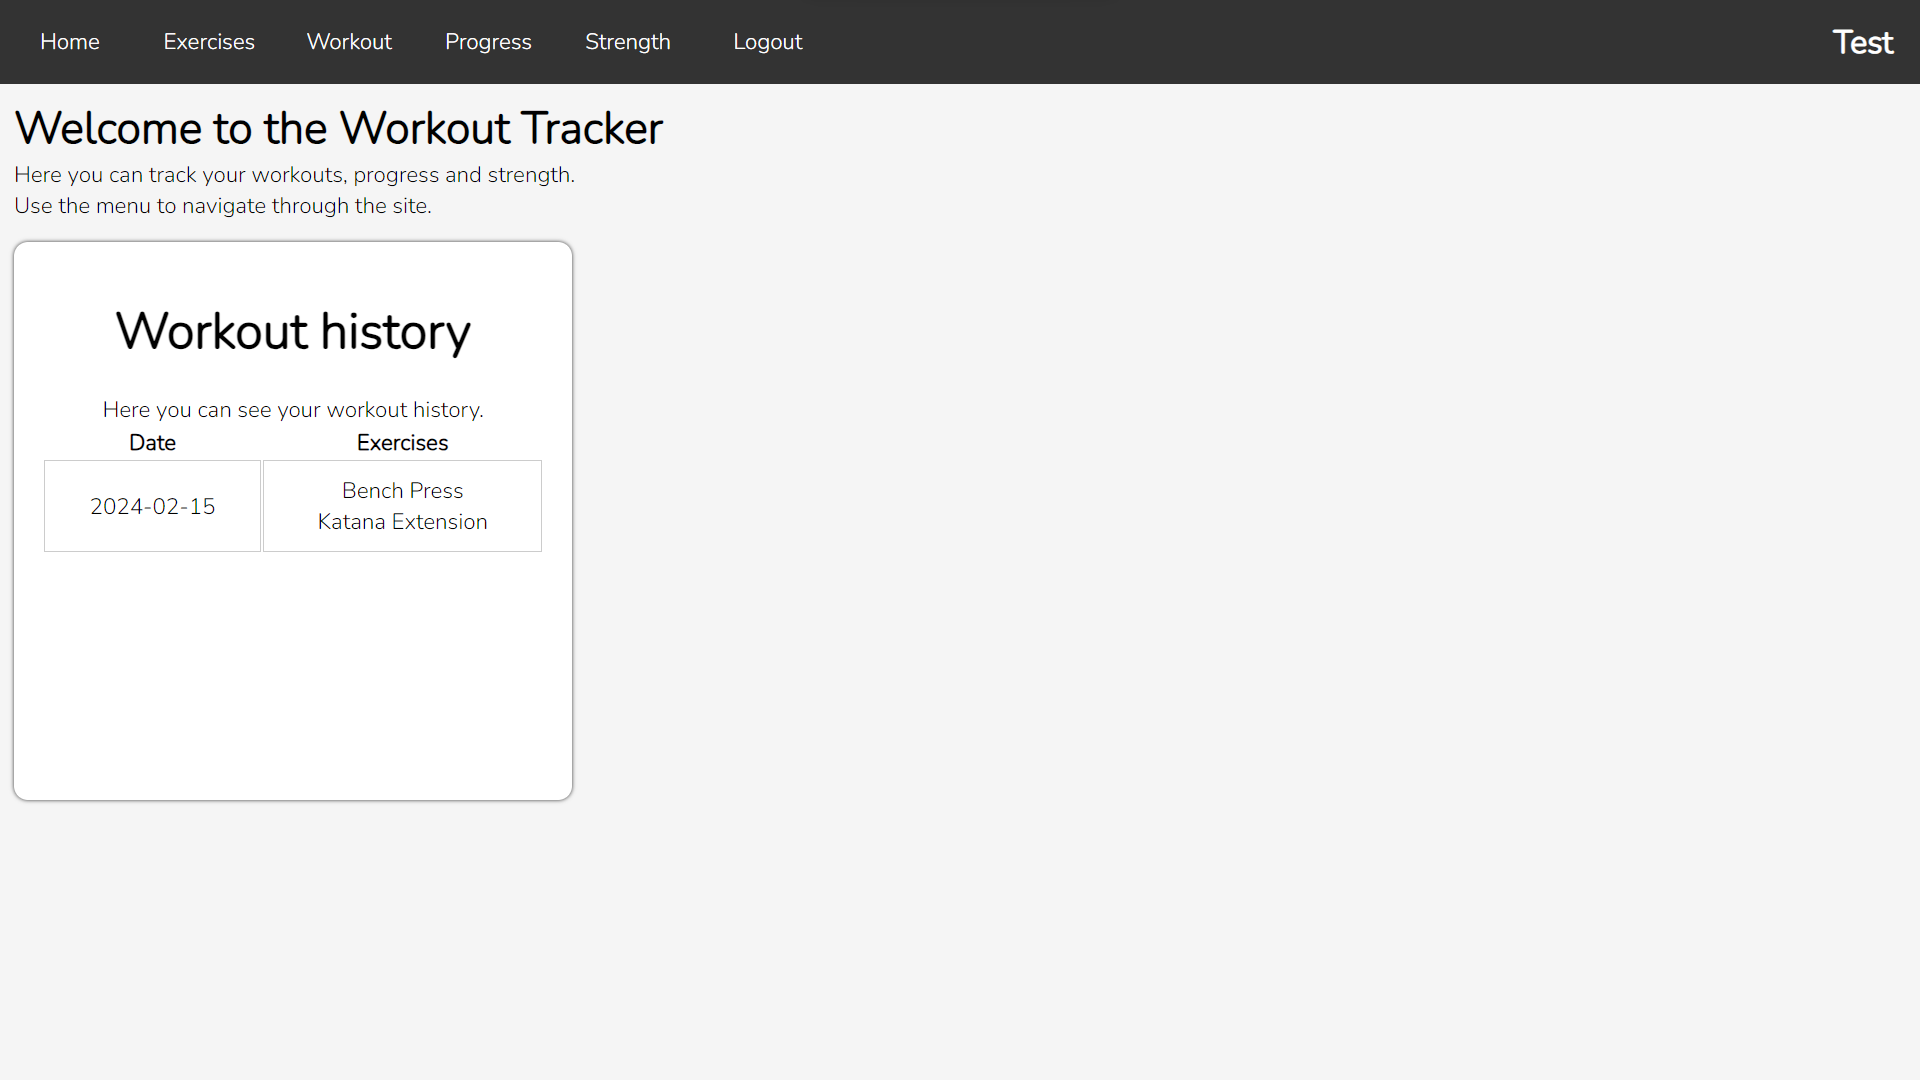 Home Exercises Workout Progress Strength Logout Test
Welcome to the Workout Tracker
Here you can track your workouts, progress and strength.
Use the menu to navigate through the site.
Workout history
Here you can see your workout history.
Date Exercises
2024-02-15
Bench Press
Katana Extension